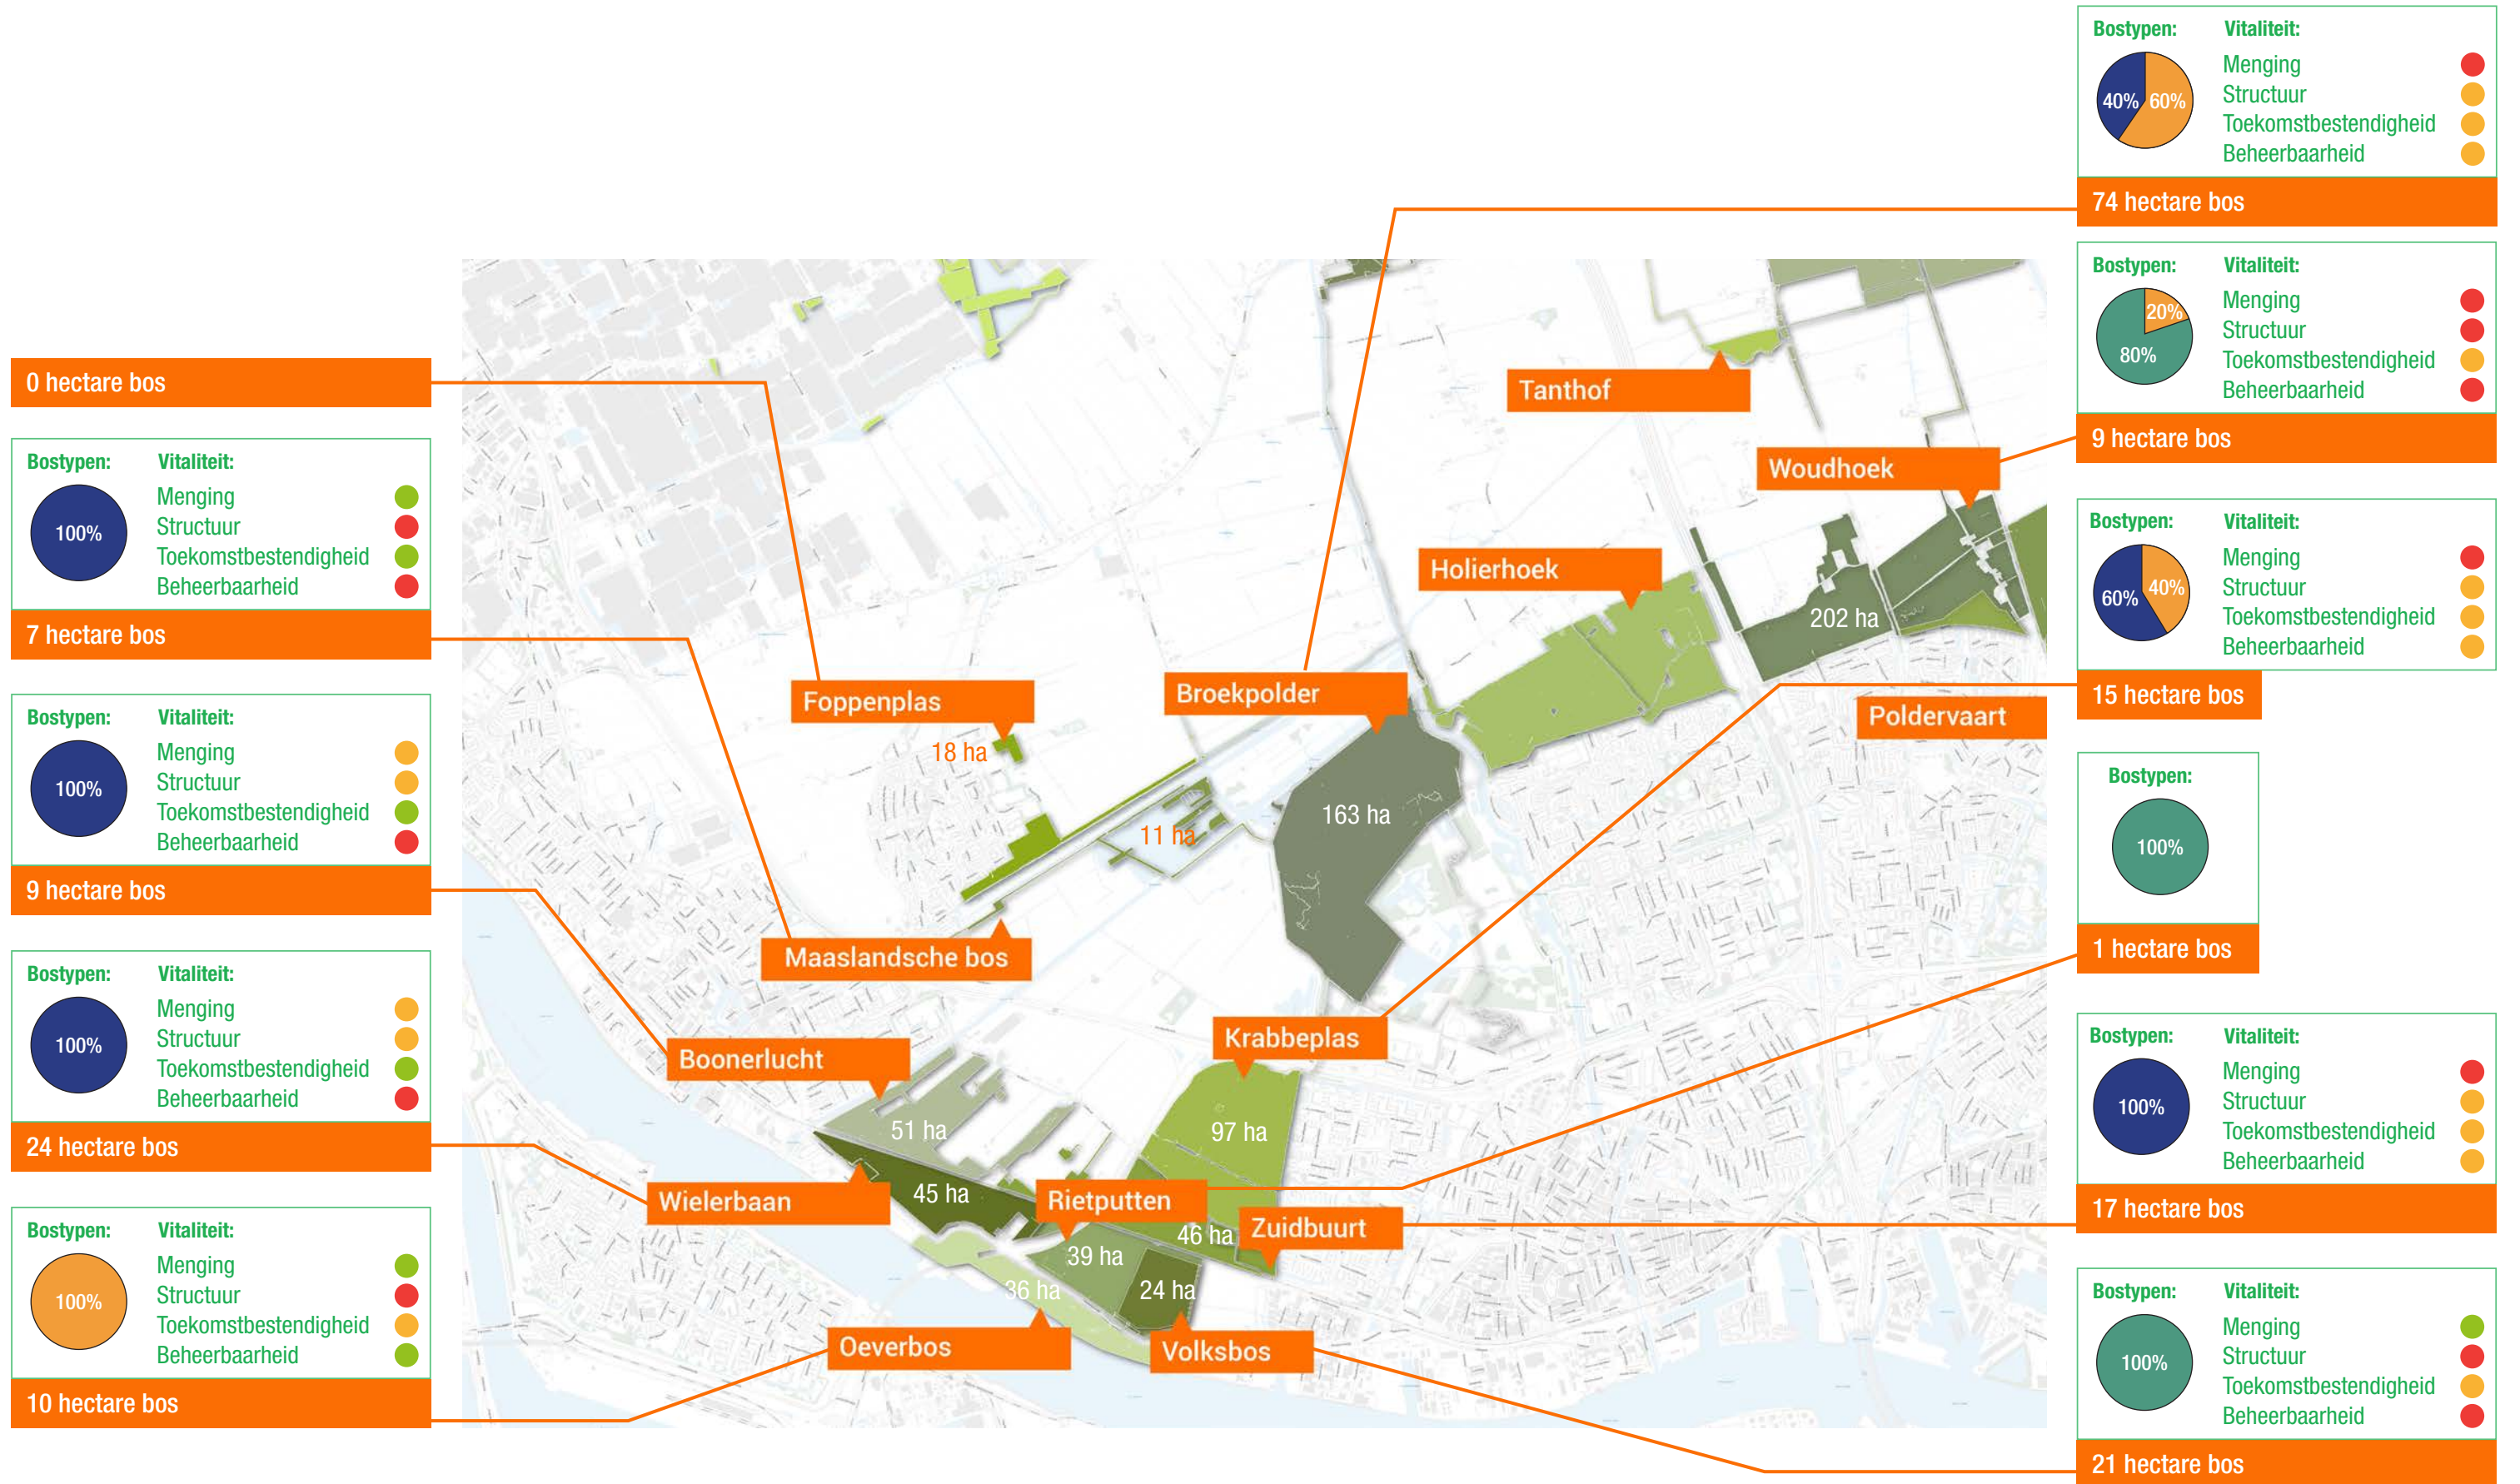 0 hectare bos
Bostypen: Vitaliteit:
100%
Menging
Structuur
Toekomstbestendigheid
Beheerbaarheid
7 hectare bos
Bostypen: Vitaliteit:
100%
Menging
Structuur
Toekomstbestendigheid
Beheerbaarheid
9 hectare bos
Bostypen: Vitaliteit:
100%
Menging
Structuur
Toekomstbestendigheid
Beheerbaarheid
24 hectare bos
Bostypen: Vitaliteit:
100%
Menging
Structuur
Toekomstbestendigheid
Beheerbaarheid
10 hectare bos
Tanthof
Woudhoek
Holierhoek
202 ha
Foppenplas
Broekpolder
Poldervaart
18 ha
163 ha
11 ha
Maaslandsche bos
Krabbeplas
Boonerlucht
51 ha
97 ha
45 ha
Wielerbaan
Rietputten
46 ha
Zuidbuurt
39 ha
36 ha
24 ha
Oeverbos
Volksbos
Bostypen: Vitaliteit:
40% 60%
Menging
Structuur
Toekomstbestendigheid
Beheerbaarheid
74 hectare bos
Bostypen: Vitaliteit:
20%
80%
Menging
Structuur
Toekomstbestendigheid
Beheerbaarheid
9 hectare bos
Bostypen: Vitaliteit:
60% 40%
Menging
Structuur
Toekomstbestendigheid
Beheerbaarheid
15 hectare bos
Bostypen:
100%
1 hectare bos
Bostypen: Vitaliteit:
100%
Menging
Structuur
Toekomstbestendigheid
Beheerbaarheid
17 hectare bos
Bostypen: Vitaliteit:
100%
Menging
Structuur
Toekomstbestendigheid
Beheerbaarheid
21 hectare bos